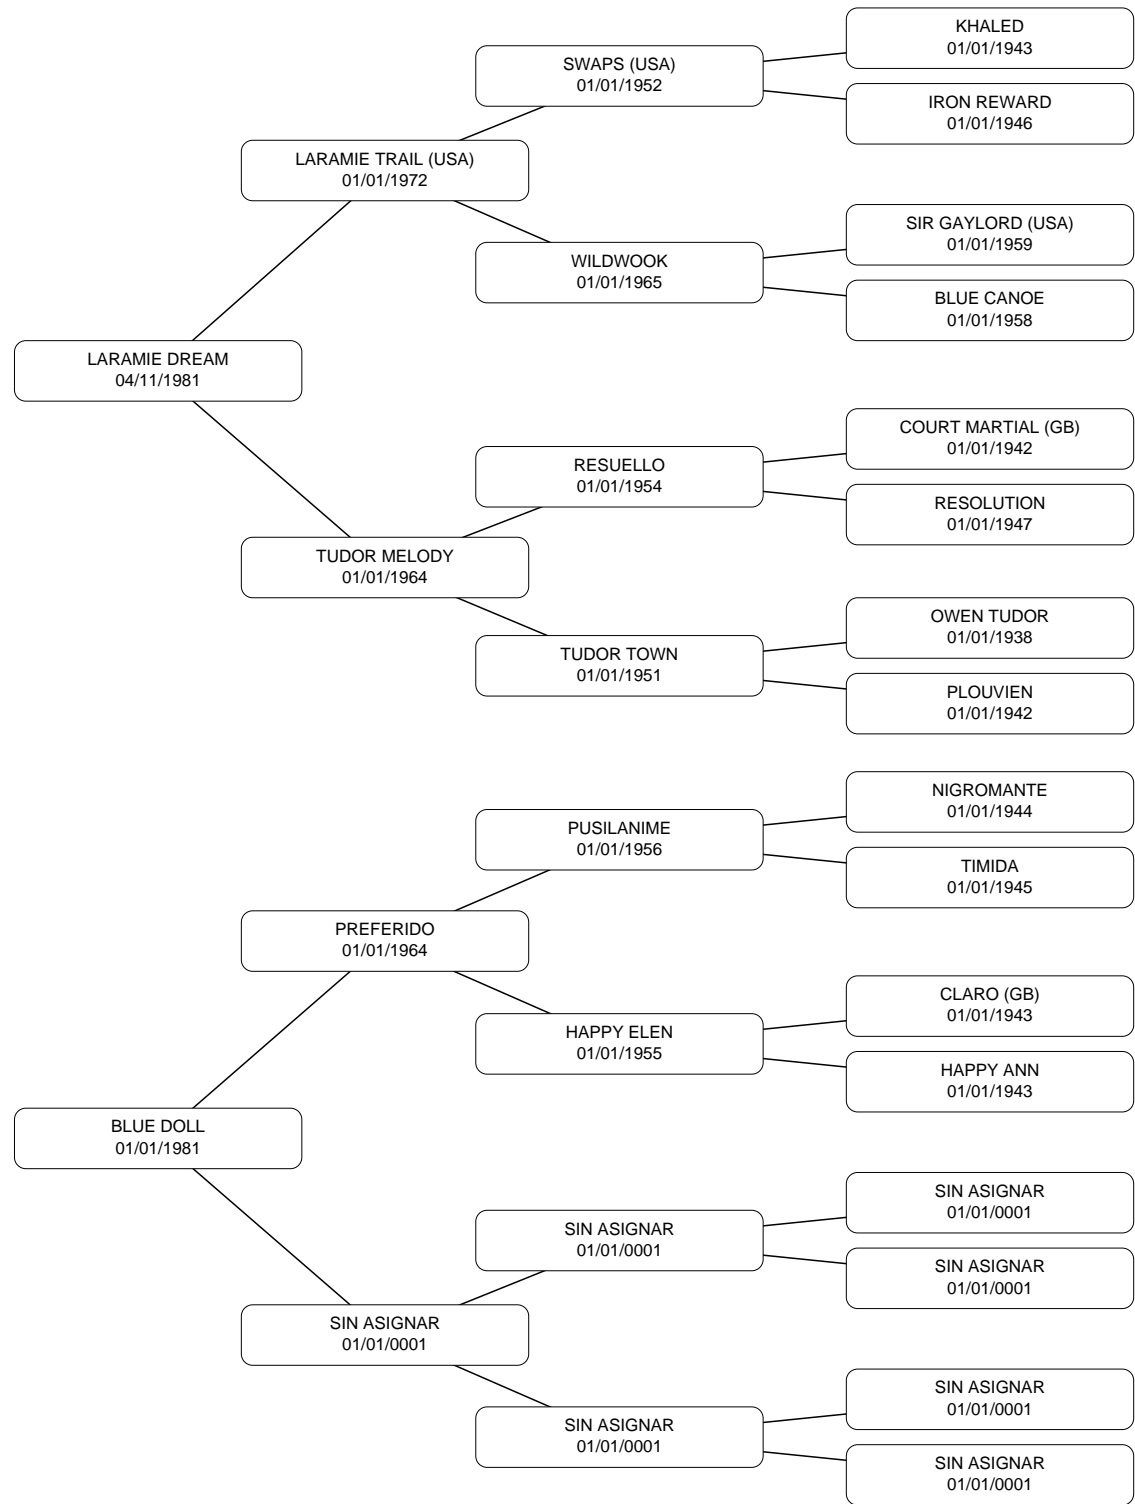 KHALED
01/01/1943
SWAPS (USA)
01/01/1952
IRON REWARD
01/01/1946
LARAMIE TRAIL (USA)
01/01/1972
SIR GAYLORD (USA)
01/01/1959
WILDWOOK
01/01/1965
BLUE CANOE
01/01/1958
LARAMIE DREAM
04/11/1981
COURT MARTIAL (GB)
01/01/1942
RESUELLO
01/01/1954
RESOLUTION
01/01/1947
TUDOR MELODY
01/01/1964
OWEN TUDOR
01/01/1938
TUDOR TOWN
01/01/1951
PLOUVIEN
01/01/1942
NIGROMANTE
01/01/1944
PUSILANIME
01/01/1956
TIMIDA
01/01/1945
PREFERIDO
01/01/1964
CLARO (GB)
01/01/1943
HAPPY ELEN
01/01/1955
HAPPY ANN
01/01/1943
BLUE DOLL
01/01/1981
SIN ASIGNAR
01/01/0001
SIN ASIGNAR
01/01/0001
SIN ASIGNAR
01/01/0001
SIN ASIGNAR
01/01/0001
SIN ASIGNAR
01/01/0001
SIN ASIGNAR
01/01/0001
SIN ASIGNAR
01/01/0001